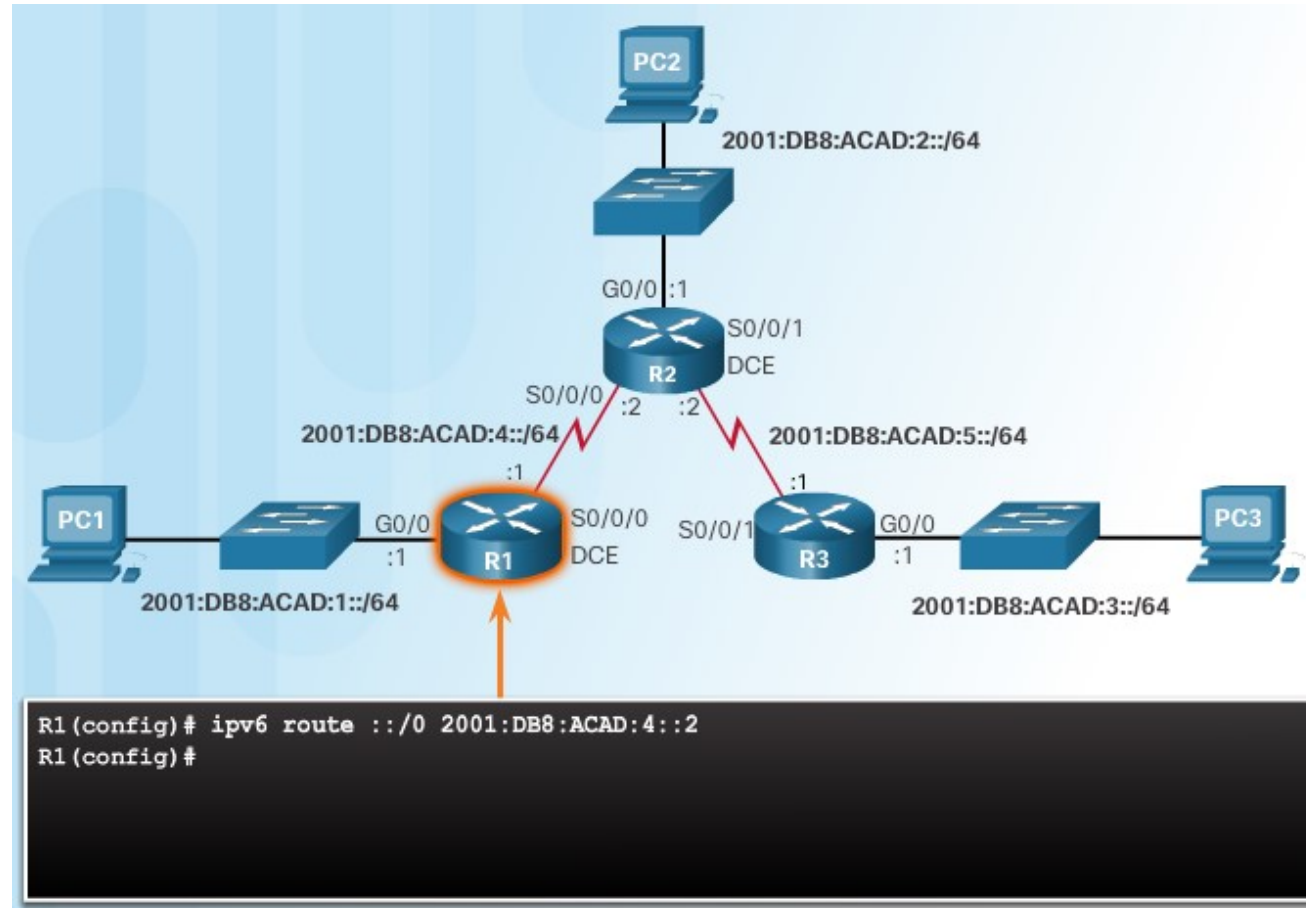 PC2
2001:DB8:ACAD:2::/64
G0/0 :1
S0/0/1
R2
DCE
S0/0/0
:2 :2
2001:DB8:ACAD:4::/64
2001:DB8:ACAD:5::/64
:1
:1
PC1
G0/0
S0/0/0
S0/0/1
G0/0
PC3
:1
R1
DCE
R3
:1
2001:DB8:ACAD:1::/64
2001:DB8:ACAD:3::/64
R1(config)# ipv6 route ::/0 2001:DB8:ACAD:4::2
R1(config)#